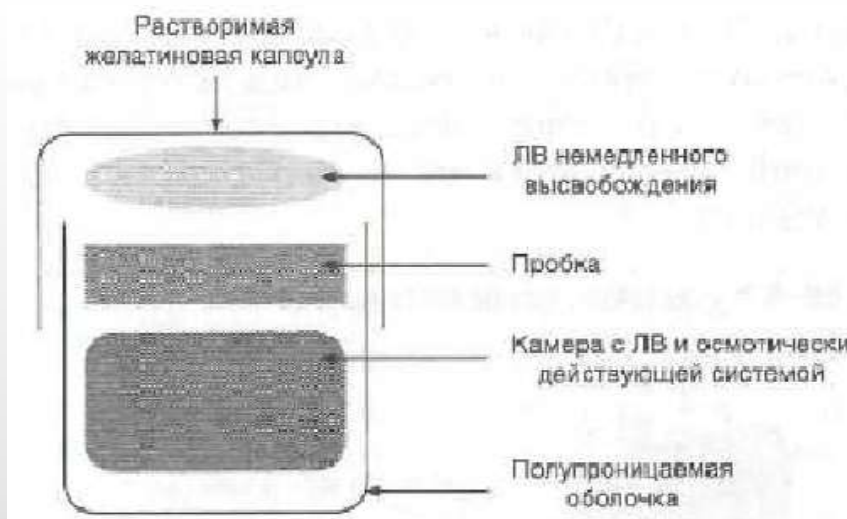 Растворимая
желатиновая капсула
ЛВ немедленного
высвобождения
Пробка
Камера с ЛВ и осмотически
действующей системой
Полупроницаемая
оболочка